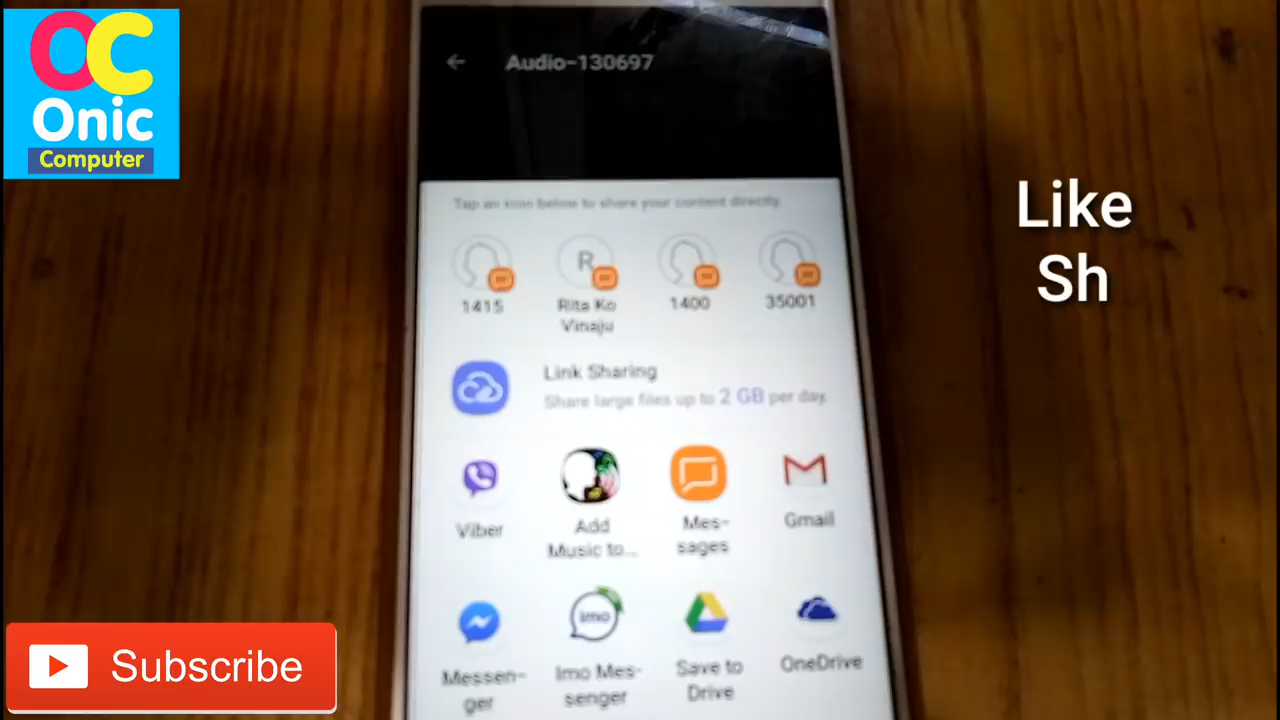 OC
Onic
Computer
Audio-130697
Like
Sh
Tap an icon below to share your content directly.
R
1415
Rita Ko
Vinaju
1400
35001
Link Sharing
Share large files up to 2 GB per day.
Viber
Add
Music to...
Mes-
sages
Gmail
imo
Messen-
ger
Imo Mes-
senger
Save to
Drive
OneDrive
Subscribe